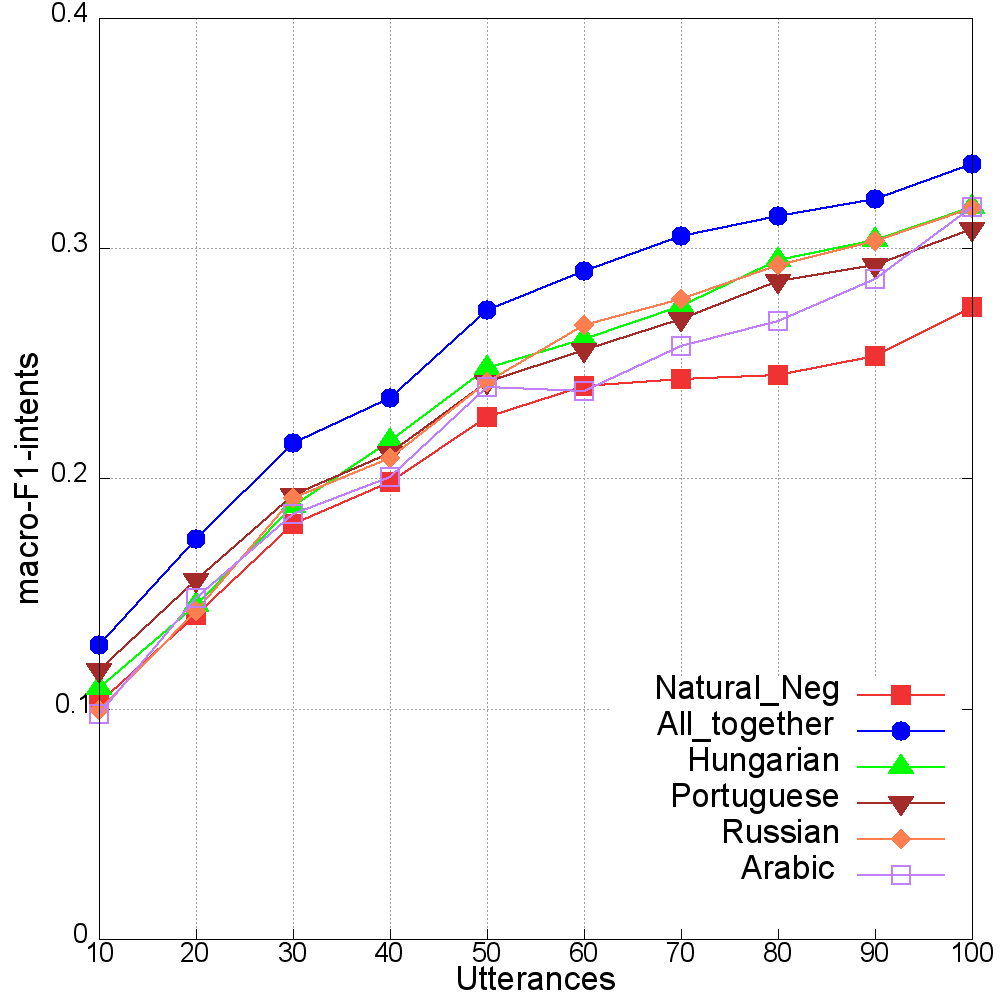 0.4
0.3
0.2
0.1
0
macro-F1-intents
10 20 30 40 50 60 70 80 90 100
Utterances
Natural_Neg
All_together
Hungarian
Portuguese
Russian
Arabic